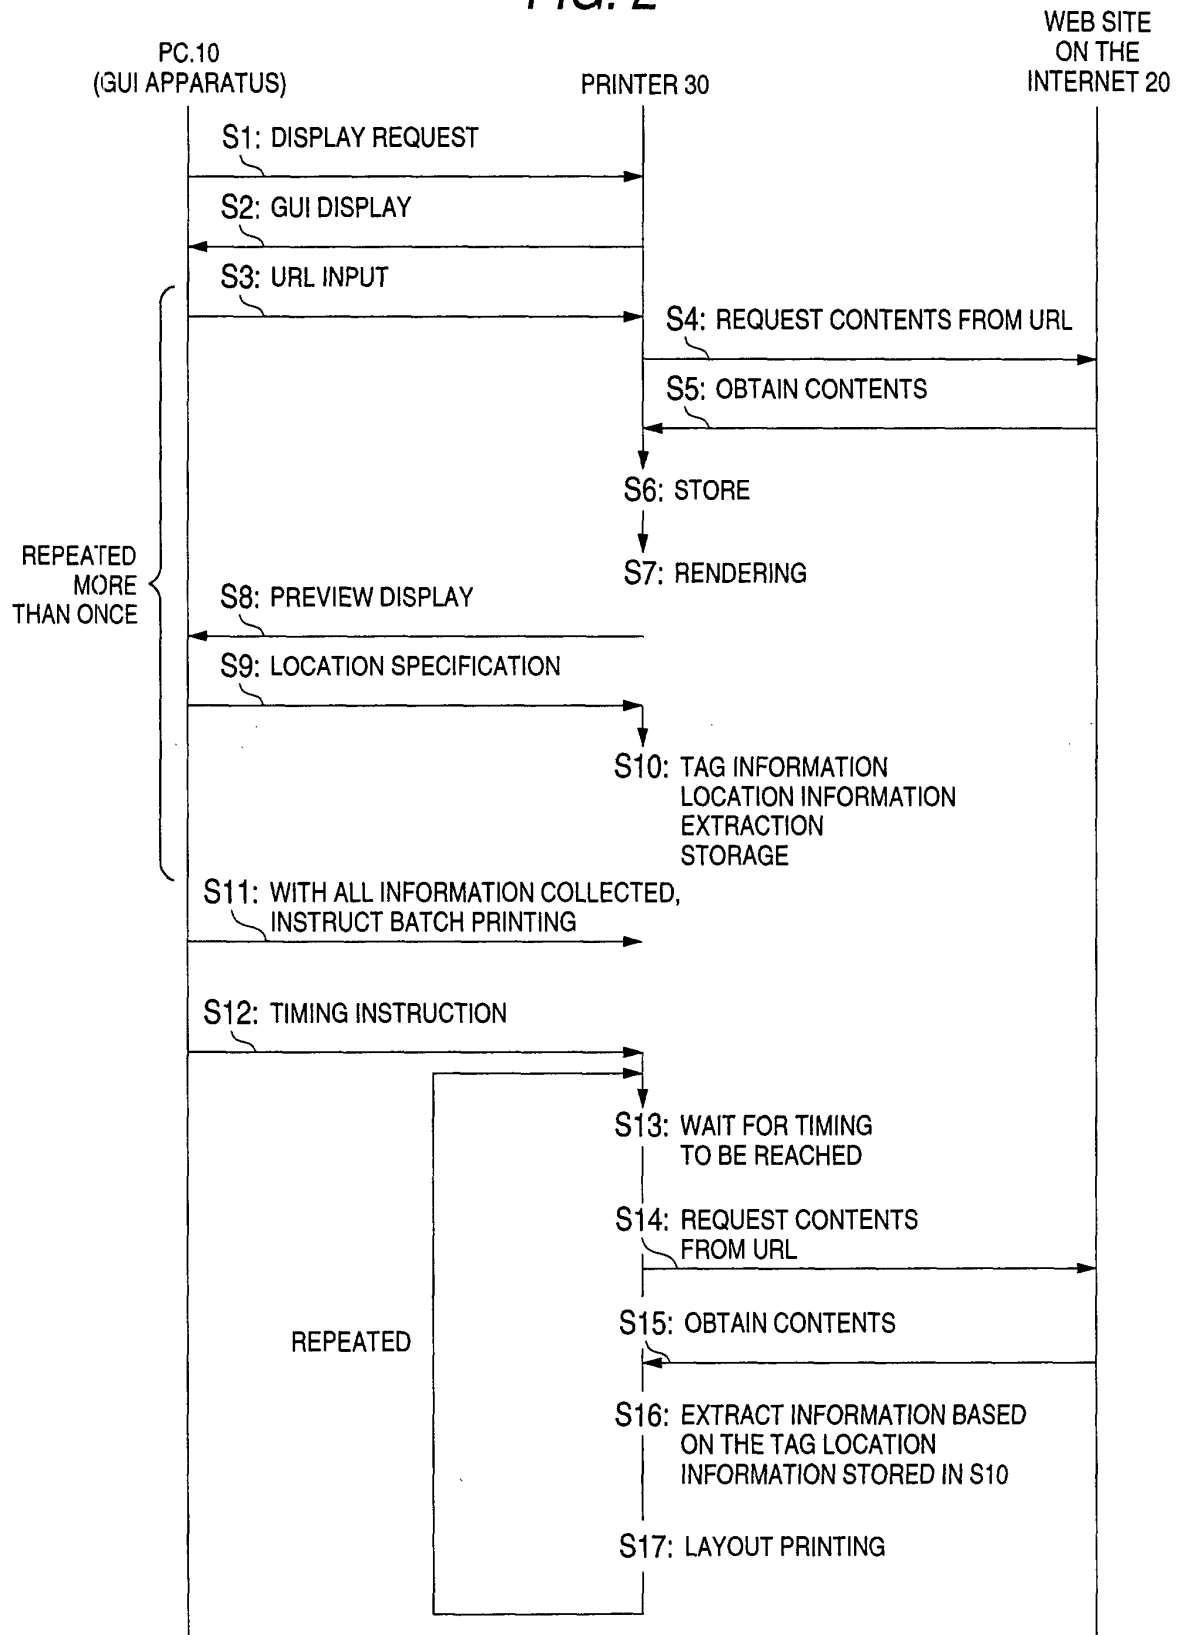 FIG. 2
PC.10
(GUI APPARATUS)
PRINTER 30
WEB SITE
ON THE
INTERNET 20
S1: DISPLAY REQUEST
S2: GUI DISPLAY
S3: URL INPUT
S4: REQUEST CONTENTS FROM URL
S5: OBTAIN CONTENTS
S6: STORE
S7: RENDERING
REPEATED
MORE
THAN ONCE
S8: PREVIEW DISPLAY
S9: LOCATION SPECIFICATION
S10: TAG INFORMATION
LOCATION INFORMATION
EXTRACTION
STORAGE
S11: WITH ALL INFORMATION COLLECTED,
INSTRUCT BATCH PRINTING
S12: TIMING INSTRUCTION
S13: WAIT FOR TIMING
TO BE REACHED
S14: REQUEST CONTENTS
FROM URL
S15: OBTAIN CONTENTS
REPEATED
S16: EXTRACT INFORMATION BASED
ON THE TAG LOCATION
INFORMATION STORED IN S10
S17: LAYOUT PRINTING